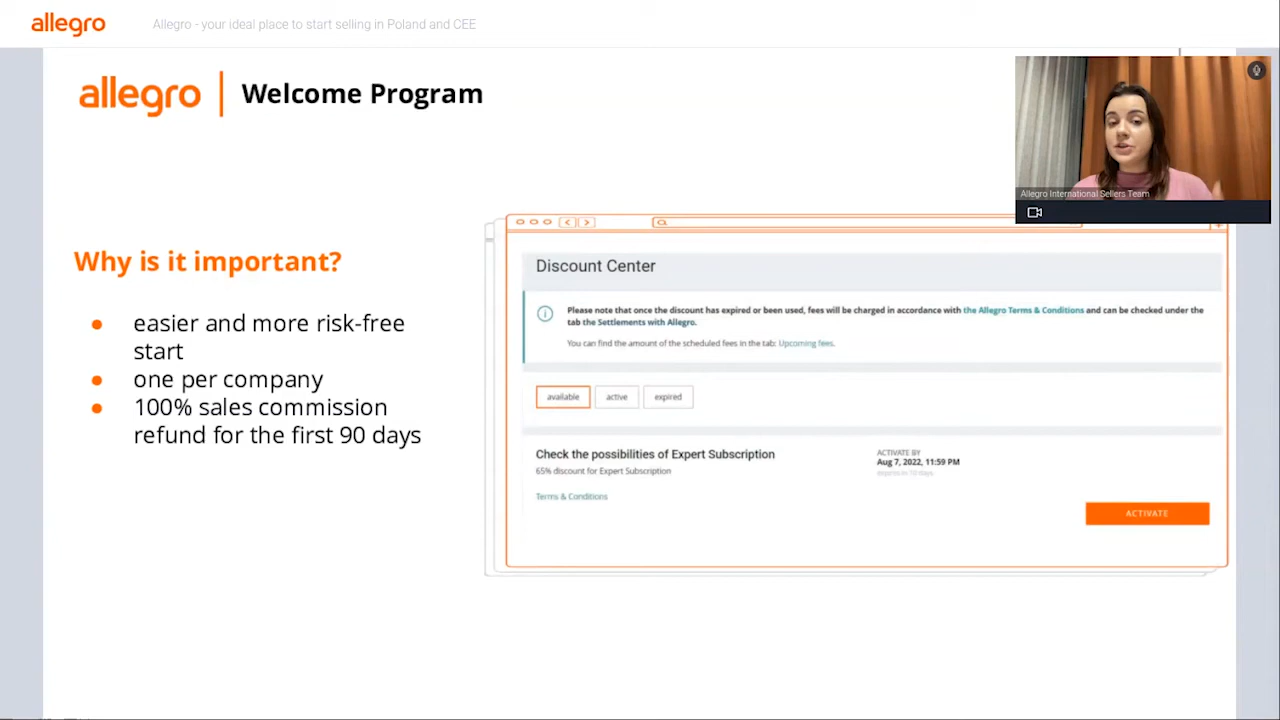 allegro
Allegro - your ideal place to start selling in Poland and CEE
allegro | Welcome Program
Allegro International Sellers Team
Why is it important?
easier and more risk-free
start
one per company
100% sales commission
refund for the first 90 days
Discount Center
Please note that once the discount has expired or been used, fees will be charged in accordance with the Allegro Terms & Conditions and can be checked under the
tab the Settlements with Allegro.
You can find the amount of the scheduled fees in the tab: Upcoming fees.
available active expired
Check the possibilities of Expert Subscription
65% discount for Expert Subscription
Terms & Conditions
ACTIVATE BY
Aug 7, 2022, 11:59 PM
expires in 10 days
ACTIVATE